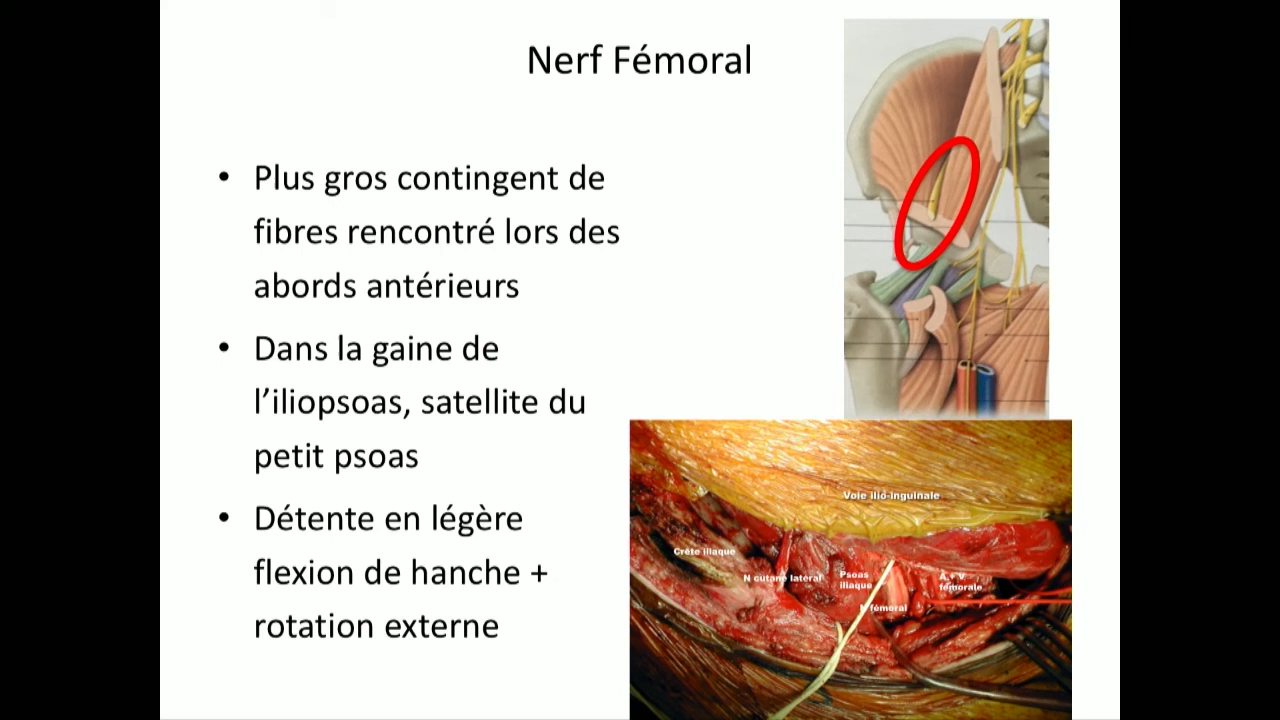 Nerf Fémoral
• Plus gros contingent de
fibres rencontré lors des
abords antérieurs
• Dans la gaine de
l’iliopsoas, satellite du
petit psoas
• Détente en légère
flexion de hanche +
rotation externe
Voie ilio-inguinale
Crète iliaque
N cutané latéral
Psoas
iliaque
A + V
fémorale
N fémoral